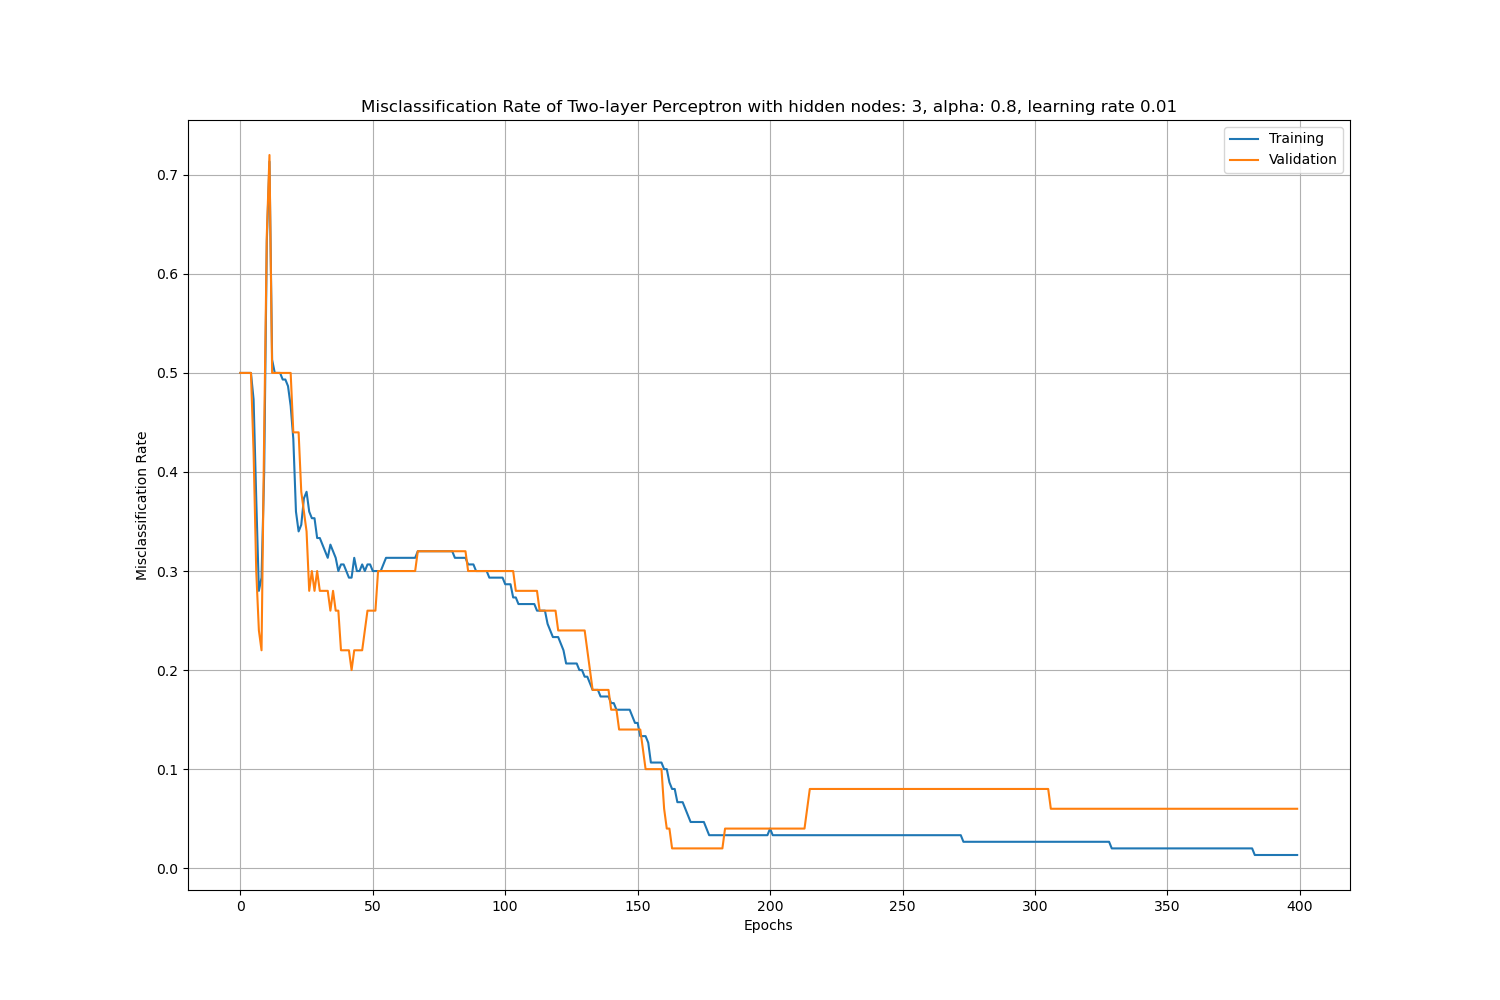 Misclassification Rate of Two-layer Perceptron with hidden nodes: 3, alpha: 0.8, learning rate 0.01
Training
Validation
0.7
0.6
0.5
0.4
0.3
0.2
0.1
0.0
Misclassification Rate
0 50 100 150 200 250 300 350 400
Epochs